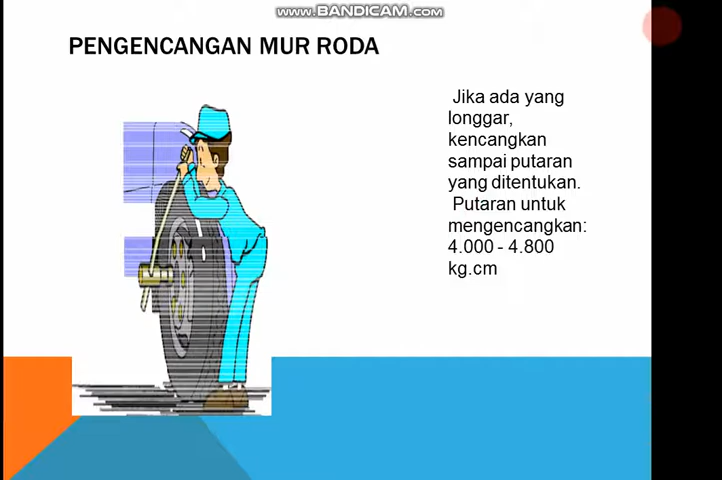 www.BANDICAM.com
PENGENCANGAN MUR RODA
Jika ada yang
longgar,
kencangkan
sampai putaran
yang ditentukan.
Putaran untuk
mengencangkan:
4.000 - 4.800
kg.cm